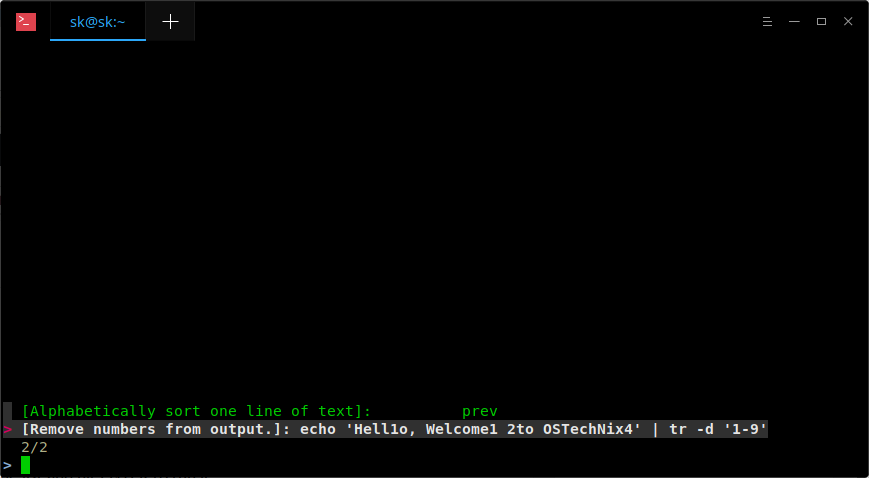 sk@sk:~
[Alphabetically sort one line of text]: prev
> [Remove numbers from output.]: echo 'Hell1o, Welcome1 2to OSTechNix4' | tr -d '1-9'
2/2
>